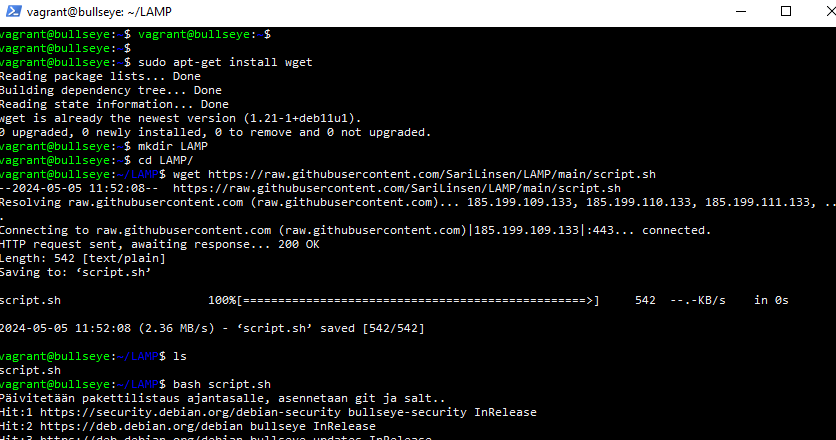 vagrant@bullseye: ~/LAMP
vagrant@bullseye:~$ vagrant@bullseye:~$
vagrant@bullseye:~$
vagrant@bullseye:~$ sudo apt-get install wget
Reading package lists... Done
Building dependency tree... Done
Reading state information... Done
wget is already the newest version (1.21-1+deb11u1).
0 upgraded, 0 newly installed, 0 to remove and 0 not upgraded.
vagrant@bullseye:~$ mkdir LAMP
vagrant@bullseye:~$ cd LAMP/
vagrant@bullseye:~/LAMP$ wget https://raw.githubusercontent.com/SariLinsen/LAMP/main/script.sh
--2024-05-05 11:52:08--  https://raw.githubusercontent.com/SariLinsen/LAMP/main/script.sh
Resolving raw.githubusercontent.com (raw.githubusercontent.com)... 185.199.109.133, 185.199.110.133, 185.199.111.133, ..
.
Connecting to raw.githubusercontent.com (raw.githubusercontent.com)|185.199.109.133|:443... connected.
HTTP request sent, awaiting response... 200 OK
Length: 542 [text/plain]
Saving to: ‘script.sh’
script.sh                    100%[===============================================>]     542  --.-KB/s    in 0s
2024-05-05 11:52:08 (2.36 MB/s) - ‘script.sh’ saved [542/542]
vagrant@bullseye:~/LAMP$ ls
script.sh
vagrant@bullseye:~/LAMP$ bash script.sh
Päivitetään pakettilistaus ajantasalle, asennetaan git ja salt..
Hit:1 https://security.debian.org/debian-security bullseye-security InRelease
Hit:2 https://deb.debian.org/debian bullseye InRelease
Hit:3 https://deb.debian.org/debian bullseye-updates InRelease